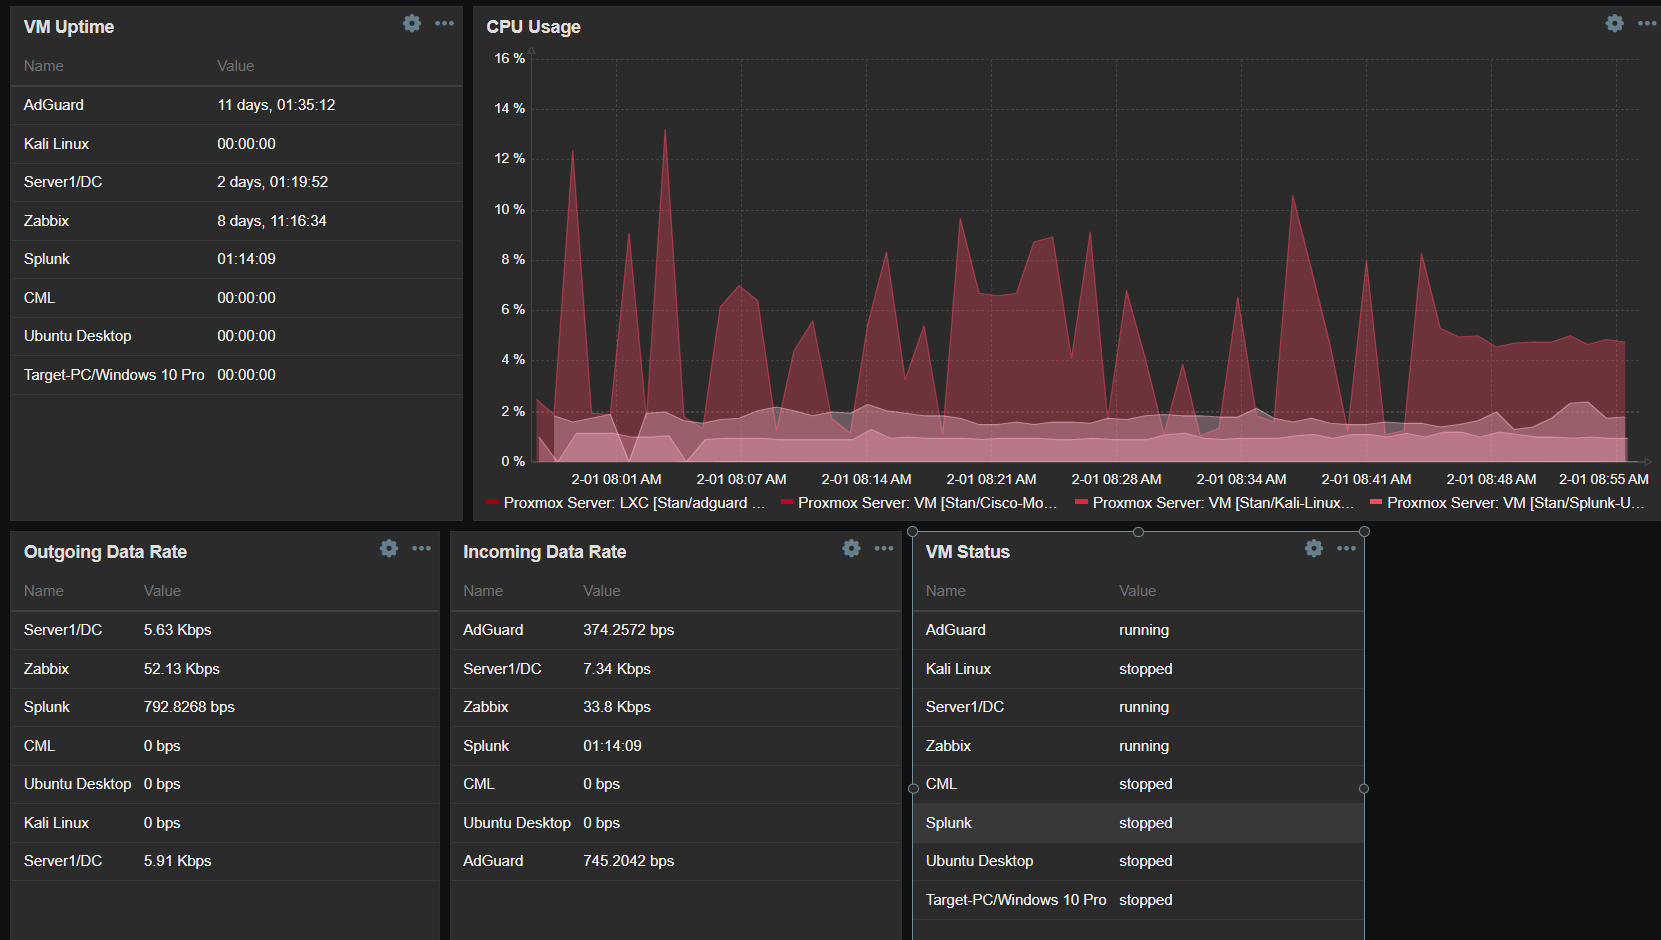 VM Uptime
Name Value
AdGuard 11 days, 01:35:12
Kali Linux 00:00:00
Server1/DC 2 days, 01:19:52
Zabbix 8 days, 11:16:34
Splunk 01:14:09
CML 00:00:00
Ubuntu Desktop 00:00:00
Target-PC/Windows 10 Pro 00:00:00
CPU Usage
16 %
14 %
12 %
10 %
8 %
6 %
4 %
2 %
0 %
2-01 08:01 AM 2-01 08:07 AM 2-01 08:14 AM 2-01 08:21 AM 2-01 08:28 AM 2-01 08:34 AM 2-01 08:41 AM 2-01 08:48 AM 2-01 08:55 AM
Proxmox Server: LXC [Stan/adguard ... Proxmox Server: VM [Stan/Cisco-Mo... Proxmox Server: VM [Stan/Kali-Linux... Proxmox Server: VM [Stan/Splunk-U...
Outgoing Data Rate
Name Value
Server1/DC 5.63 Kbps
Zabbix 52.13 Kbps
Splunk 792.8268 bps
CML 0 bps
Ubuntu Desktop 0 bps
Kali Linux 0 bps
Server1/DC 5.91 Kbps
Incoming Data Rate
Name Value
AdGuard 374.2572 bps
Server1/DC 7.34 Kbps
Zabbix 33.8 Kbps
Splunk 01:14:09
CML 0 bps
Ubuntu Desktop 0 bps
AdGuard 745.2042 bps
VM Status
Name Value
AdGuard running
Kali Linux stopped
Server1/DC running
Zabbix running
CML stopped
Splunk stopped
Ubuntu Desktop stopped
Target-PC/Windows 10 Pro stopped